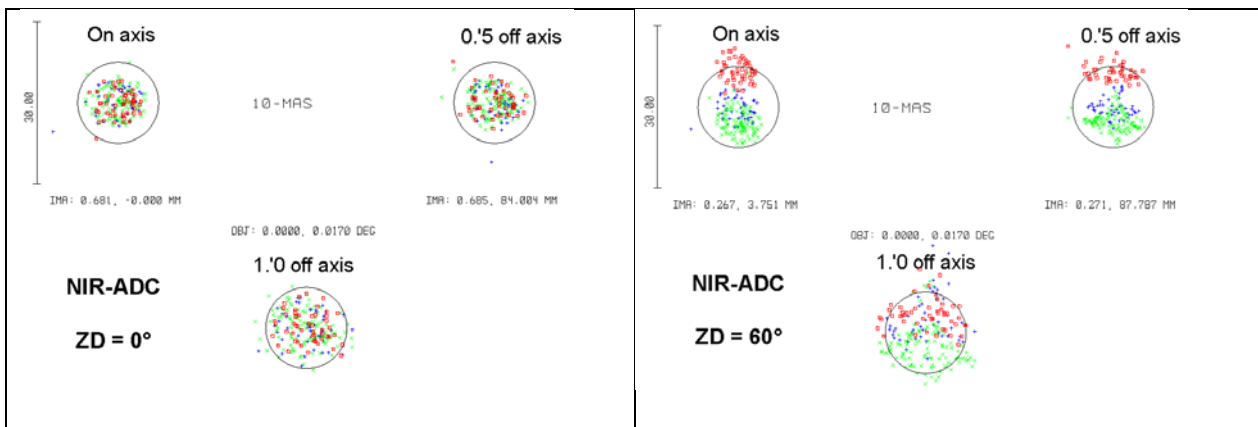 On axis
0.'5 off axis
30.00
10-MAS
IMA: 0.681, -0.000 MM
IMA: 0.685, 84.004 MM
OBJ: 0.0000, 0.0170 DEG
1.'0 off axis
NIR-ADC
ZD = 0°
On axis
0.'5 off axis
30.00
10-MAS
IMA: 0.267, 3.751 MM
IMA: 0.271, 87.787 MM
OBJ: 0.0000, 0.0170 DEG
1.'0 off axis
NIR-ADC
ZD = 60°